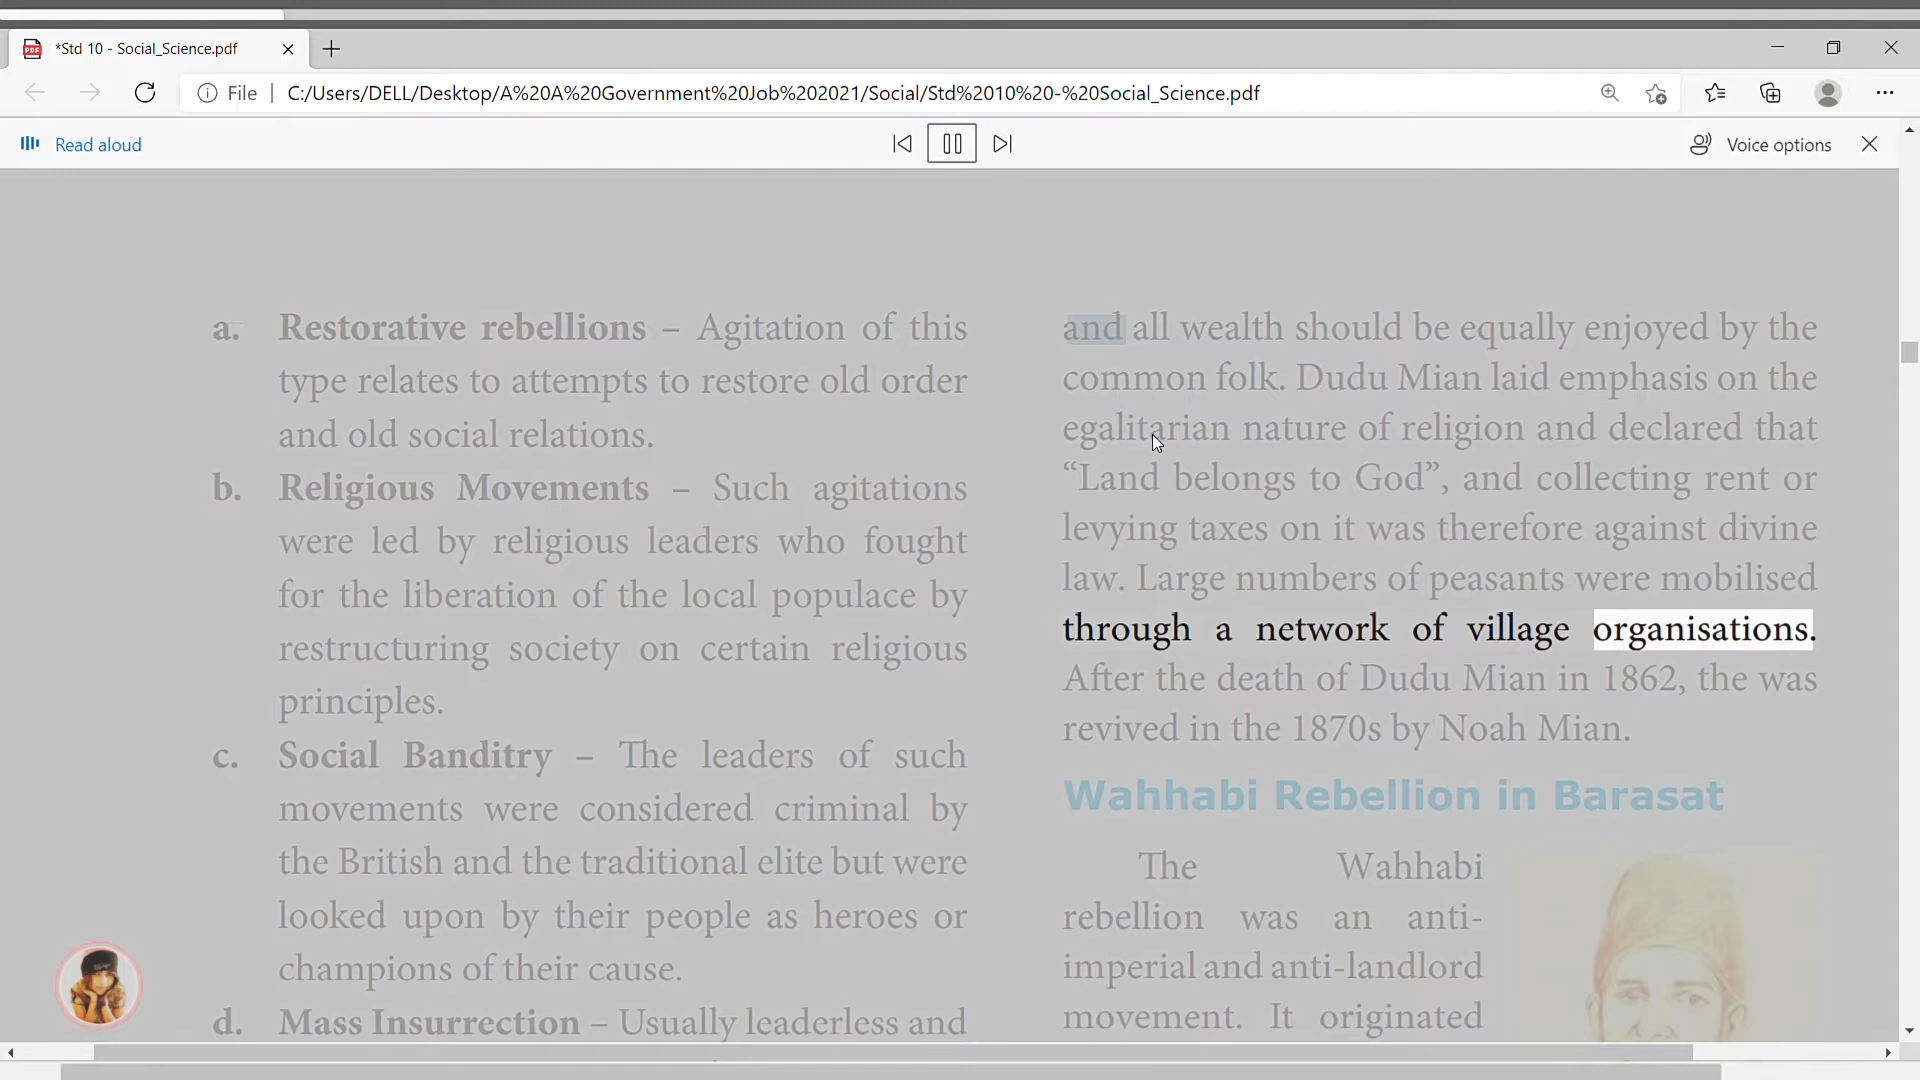 *Std 10 - Social_Science.pdf
File | C:/Users/DELL/Desktop/A%20A%20Government%20Job%202021/Social/Std%2010%20-%20Social_Science.pdf
Read aloud
Voice options
a. Restorative rebellions – Agitation of this
type relates to attempts to restore old order
and old social relations.
b. Religious Movements – Such agitations
were led by religious leaders who fought
for the liberation of the local populace by
restructuring society on certain religious
principles.
c. Social Banditry – The leaders of such
movements were considered criminal by
the British and the traditional elite but were
looked upon by their people as heroes or
champions of their cause.
d. Mass Insurrection – Usually leaderless and
and all wealth should be equally enjoyed by the
common folk. Dudu Mian laid emphasis on the
egalitarian nature of religion and declared that
“Land belongs to God”, and collecting rent or
levying taxes on it was therefore against divine
law. Large numbers of peasants were mobilised
through a network of village organisations.
After the death of Dudu Mian in 1862, the was
revived in the 1870s by Noah Mian.
Wahhabi Rebellion in Barasat
The Wahhabi
rebellion was an anti-
imperial and anti-landlord
movement. It originated